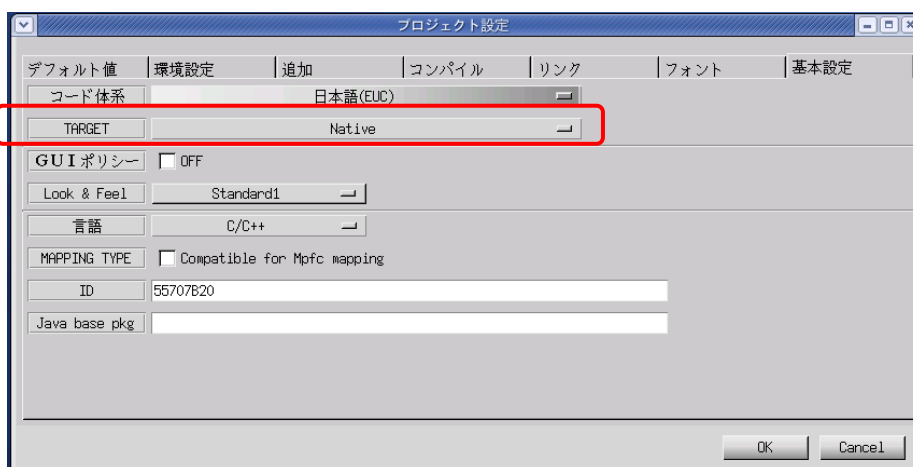 プロジェクト設定
デフォルト値 環境設定 追加 コンパイル リンク フォント 基本設定
コード体系 日本語(EUC)
TARGET Native
GUIポリシー OFF
Look & Feel Standard1
言語 C/C++
MAPPING TYPE Compatible for Mpfc mapping
ID 55707B20
Java base pkg
OK Cancel